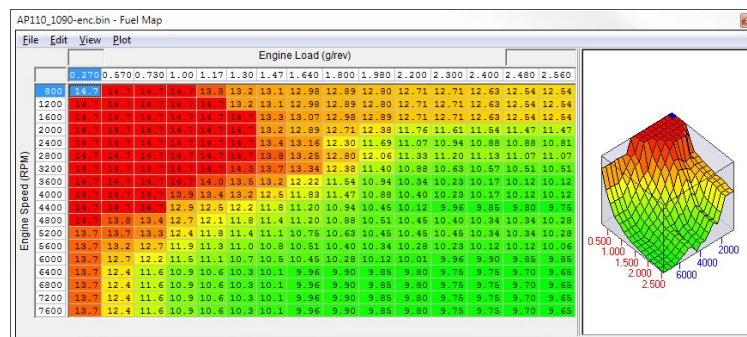 AP110_1090-enc.bin - Fuel Map
File Edit View Plot
Engine Load (g/rev)
0.270 0.570 0.730 1.00 1.17 1.30 1.47 1.640 1.800 1.980 2.200 2.300 2.400 2.480 2.560
800 14.7 14.7 14.7 14.7 13.8 13.2 13.1 12.98 12.89 12.80 12.71 12.71 12.63 12.54 12.54
1200 14.7 14.7 14.7 14.7 14.7 13.2 13.1 12.98 12.89 12.80 12.71 12.71 12.63 12.54 12.54
1600 14.7 14.7 14.7 14.7 14.7 14.7 13.3 13.07 12.98 12.89 12.71 12.71 12.63 12.54 12.54
2000 14.7 14.7 14.7 14.7 14.7 14.7 13.2 12.89 12.71 12.38 11.76 11.61 11.54 11.47 11.47
2400 14.7 14.7 14.7 14.7 14.7 14.7 13.4 13.16 12.30 11.69 11.07 10.94 10.88 10.88 10.81
2800 14.7 14.7 14.7 14.7 14.7 14.7 13.8 13.25 12.80 12.06 11.33 11.20 11.13 11.07 11.07
3200 14.7 14.7 14.7 14.7 14.7 14.3 13.7 13.34 12.38 11.40 10.88 10.63 10.57 10.51 10.51
3600 14.7 14.7 14.7 14.7 14.0 13.5 13.2 12.22 11.54 10.94 10.34 10.23 10.17 10.12 10.12
4000 14.7 14.7 14.7 13.9 13.4 13.2 12.5 11.83 11.47 10.88 10.40 10.23 10.17 10.12 10.12
4400 14.7 14.7 14.7 12.9 12.5 12.2 11.8 11.20 10.94 10.45 10.12 9.96 9.85 9.80 9.75
4800 14.7 13.8 13.4 12.7 12.1 11.8 11.4 11.20 10.88 10.51 10.45 10.40 10.34 10.34 10.28
5200 13.7 13.7 13.3 12.4 11.8 11.4 11.1 10.75 10.63 10.45 10.45 10.34 10.34 10.34 10.28
5600 13.7 13.2 12.7 11.9 11.3 11.0 10.8 10.51 10.40 10.34 10.28 10.23 10.12 10.12 10.06
6000 13.7 12.7 12.2 11.5 11.1 10.7 10.5 10.45 10.28 10.12 10.01 9.96 9.90 9.85 9.85
6400 13.7 12.4 11.6 10.9 10.6 10.3 10.1 9.96 9.90 9.85 9.80 9.75 9.75 9.70 9.65
6800 13.7 12.4 11.6 10.9 10.6 10.3 10.1 9.96 9.90 9.85 9.80 9.75 9.75 9.70 9.65
7200 13.7 12.4 11.6 10.9 10.6 10.3 10.1 9.96 9.90 9.85 9.80 9.75 9.75 9.70 9.65
7600 13.7 12.4 11.6 10.9 10.6 10.3 10.1 9.96 9.90 9.85 9.80 9.75 9.75 9.70 9.65
Engine Speed (RPM)
0.500
1.000
1.500
2.000
2.500
2000
4000
6000